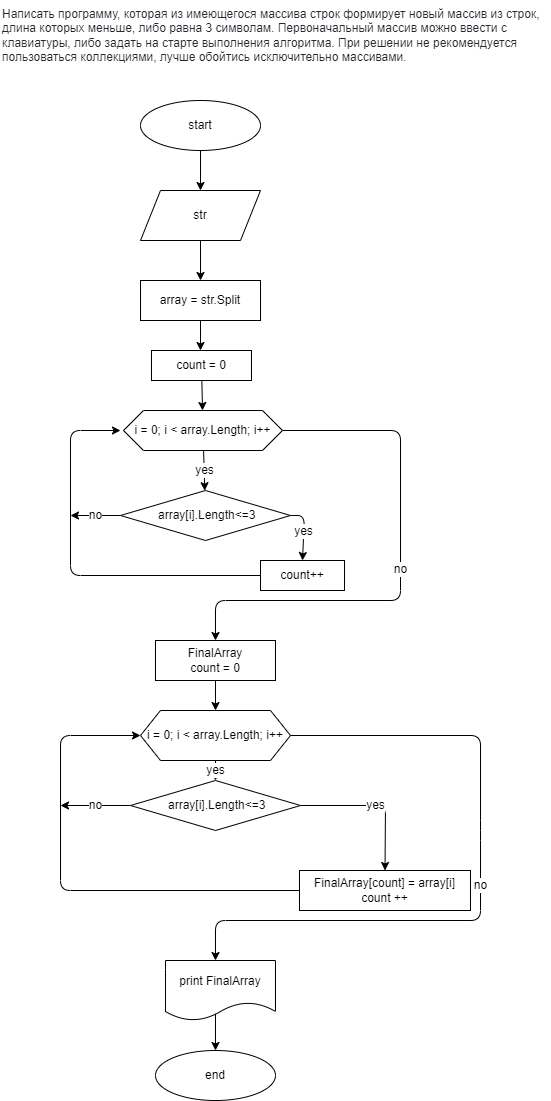 Написать программу, которая из имеющегося массива строк формирует новый массив из строк,
длина которых меньше, либо равна 3 символам. Первоначальный массив можно ввести с
клавиатуры, либо задать на старте выполнения алгоритма. При решении не рекомендуется
пользоваться коллекциями, лучше обойтись исключительно массивами.
start
str
array = str.Split
count = 0
i = 0; i < array.Length; i++
yes
no
array[i].Length<=3
yes
count++
no
FinalArray
count = 0
i = 0; i < array.Length; i++
yes
no
array[i].Length<=3
yes
FinalArray[count] = array[i]
count ++
no
print FinalArray
end